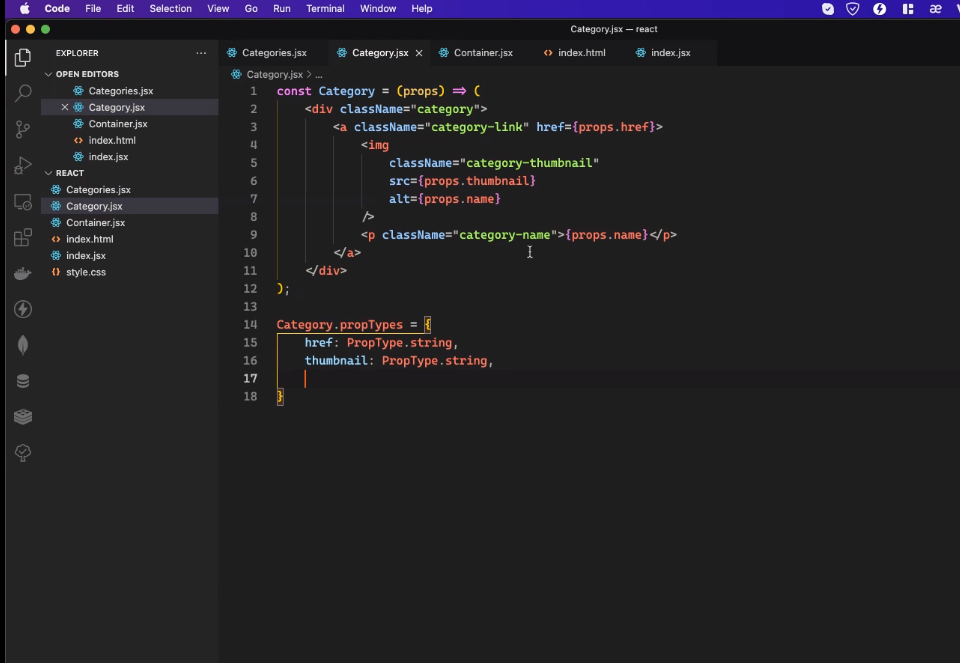 Code File Edit Selection View Go Run Terminal Window Help
Category.jsx — react
EXPLORER
OPEN EDITORS
Categories.jsx
Category.jsx
Container.jsx
index.html
index.jsx
REACT
Categories.jsx
Category.jsx
Container.jsx
index.html
index.jsx
style.css
Categories.jsx Category.jsx Container.jsx index.html index.jsx
Category.jsx > ...
1 const Category = (props) => (
2 <div className="category">
3 <a className="category-link" href={props.href}>
4 <img
5 className="category-thumbnail"
6 src={props.thumbnail}
7 alt={props.name}
8 />
9 <p className="category-name">{props.name}</p>
10 </a>
11 </div>
12 );
13
14 Category.propTypes = {
15 href: PropType.string,
16 thumbnail: PropType.string,
17
18 }